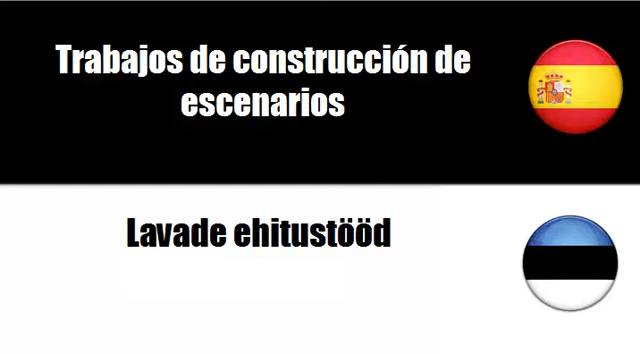 Trabajos de construcción de
escenarios
Lavade ehitustööd